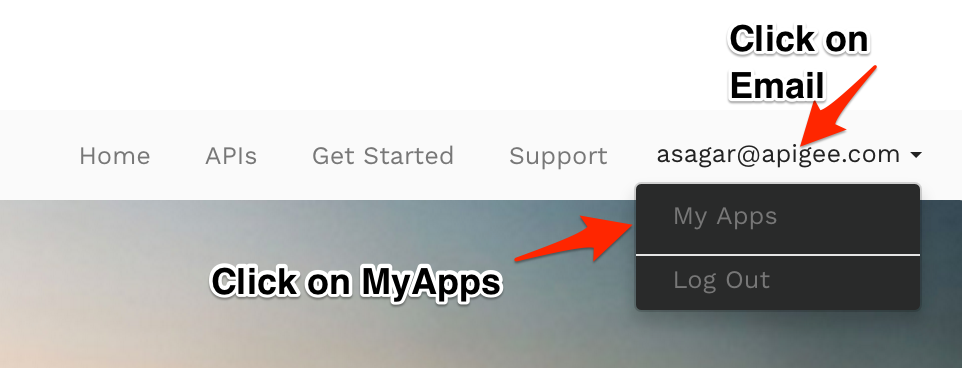 Click on
Email
Home APIs Get Started Support asagar@apigee.com
My Apps
Click on MyApps
Log Out